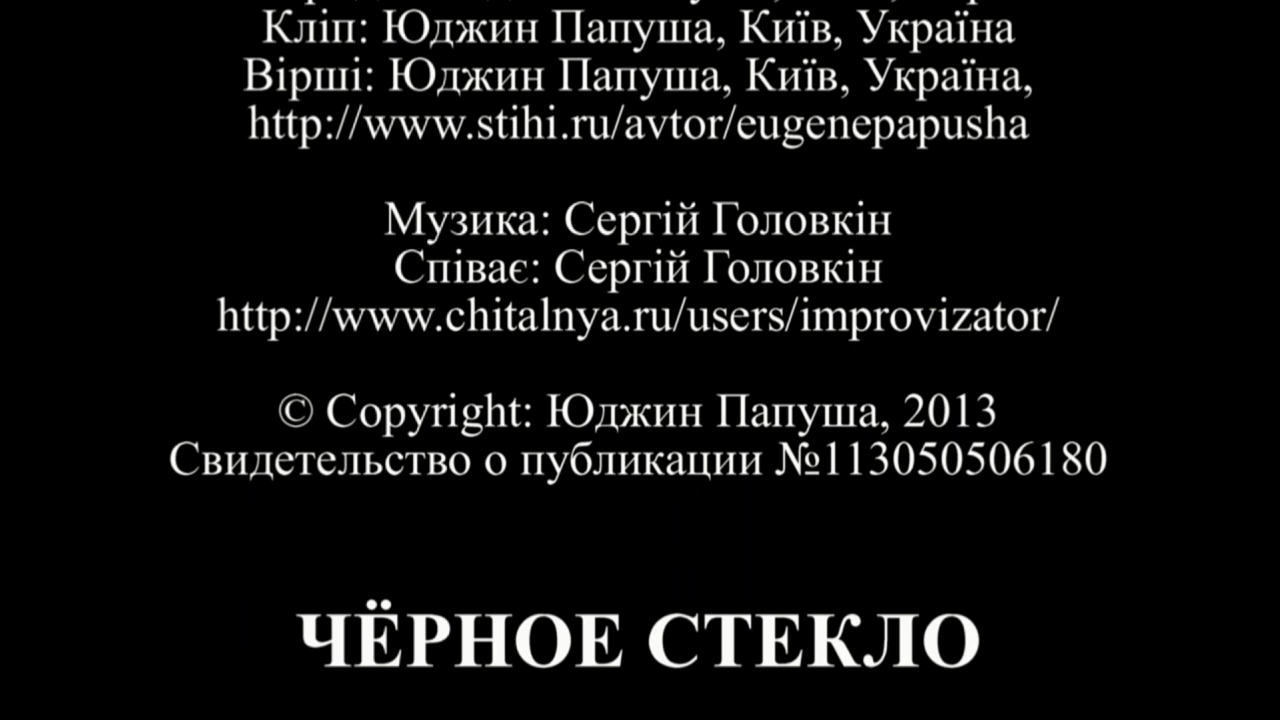 Кліп: Юджин Папуша, Київ, Україна
Вірші: Юджин Папуша, Київ, Україна,
http://www.stihi.ru/avtor/eugenepapusha
Музика: Сергій Головкін
Співає: Сергій Головкін
http://www.chitalnya.ru/users/improvizator/
© Copyright: Юджин Папуша, 2013
Свидетельство о публикации №113050506180
ЧЁРНОЕ СТЕКЛО